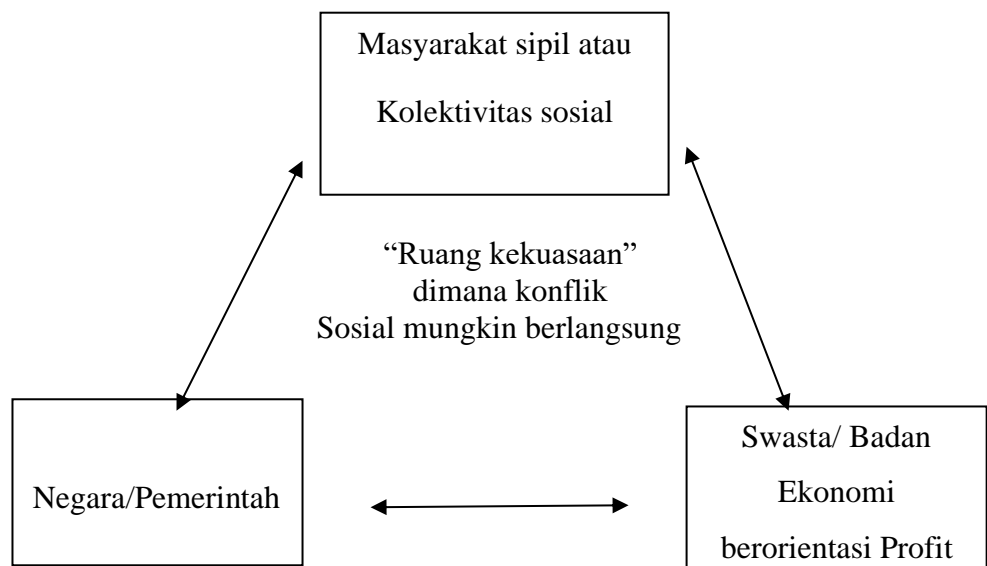 Masyarakat sipil atau
Kolektivitas sosial
“Ruang kekuasaan”
dimana konflik
Sosial mungkin berlangsung
Negara/Pemerintah
Swasta/ Badan
Ekonomi
berorientasi Profit